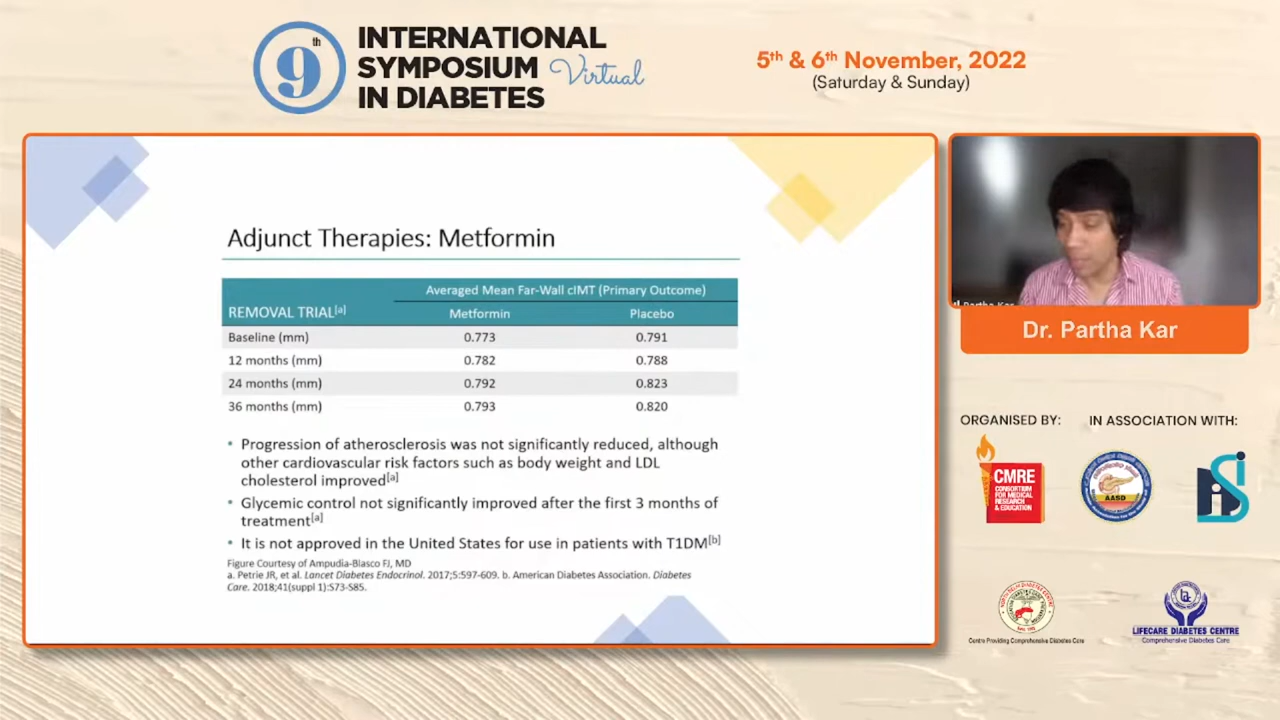 9th
INTERNATIONAL
SYMPOSIUM Virtual
IN DIABETES
5th & 6th November, 2022
(Saturday & Sunday)
Adjunct Therapies: Metformin
REMOVAL TRIAL[a]
Averaged Mean Far-Wall cIMT (Primary Outcome)
Metformin Placebo
Baseline (mm) 0.773 0.791
12 months (mm) 0.782 0.788
24 months (mm) 0.792 0.823
36 months (mm) 0.793 0.820
• Progression of atherosclerosis was not significantly reduced, although
other cardiovascular risk factors such as body weight and LDL
cholesterol improved[a]
• Glycemic control not significantly improved after the first 3 months of
treatment[a]
• It is not approved in the United States for use in patients with T1DM[b]
Figure Courtesy of Ampudia-Blasco FJ, MD
a. Petrie JR, et al. Lancet Diabetes Endocrinol. 2017;5:597-609. b. American Diabetes Association. Diabetes
Care. 2018;41(suppl 1):S73-S85.
Partha Kar
Dr. Partha Kar
ORGANISED BY:
IN ASSOCIATION WITH:
CMRE
CONSORTIUM
FOR MEDICAL
RESEARCH
& EDUCATION
AASD
Centre Providing Comprehensive Diabetes Care
LIFECARE DIABETES CENTRE
Comprehensive Diabetes Care